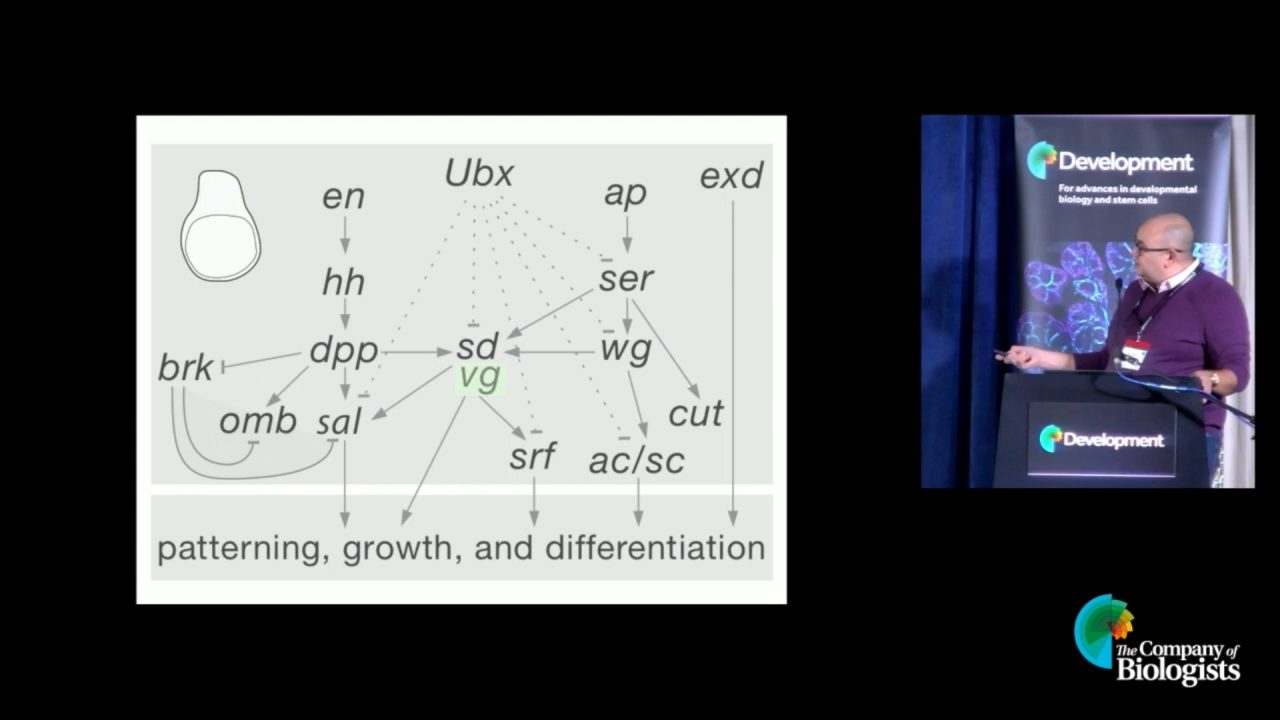 Ubx
exd
en
ap
hh
ser
dpp
sd
wg
brk
vg
omb
sal
cut
srf
ac/sc
patterning, growth, and differentiation
Development
For advances in developmental
biology and stem cells
Development
The Company of
Biologists